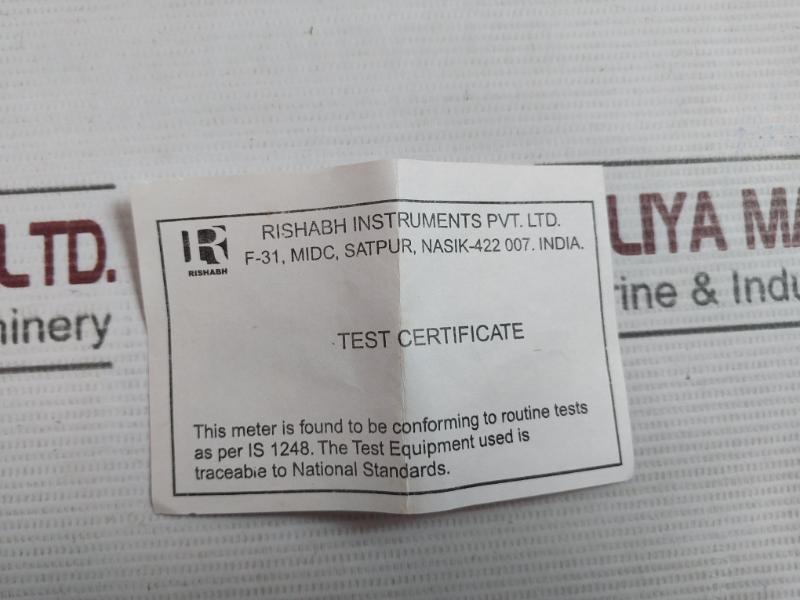 RISHABH INSTRUMENTS PVT. LTD.
F-31, MIDC, SATPUR, NASIK-422 007. INDIA.
RISHABH
TEST CERTIFICATE
This meter is found to be conforming to routine tests
as per IS 1248. The Test Equipment used is
traceable to National Standards.
LTD.
hinery
LIYA MA
rine & Indu